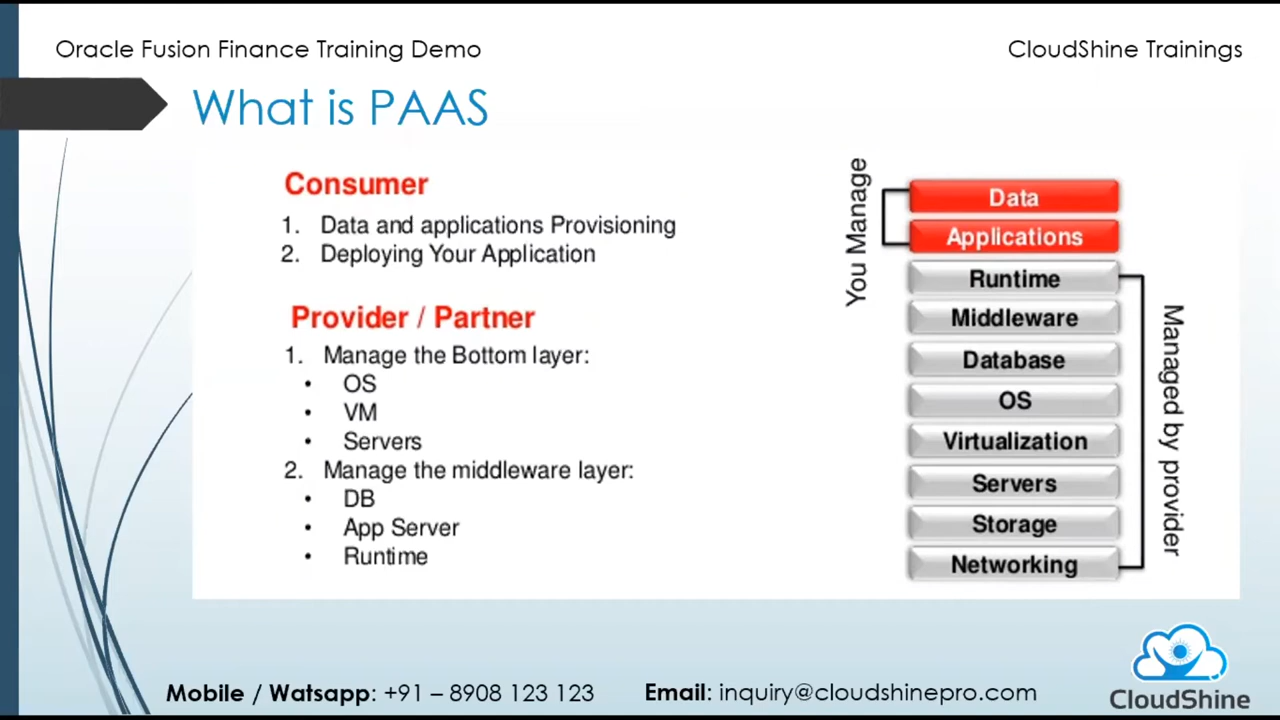 Oracle Fusion Finance Training Demo
CloudShine Trainings
What is PAAS
Consumer
1. Data and applications Provisioning
2. Deploying Your Application
Provider / Partner
1. Manage the Bottom layer:
• OS
• VM
• Servers
2. Manage the middleware layer:
• DB
• App Server
• Runtime
You Manage
Data
Applications
Runtime
Middleware
Database
OS
Virtualization
Servers
Storage
Networking
Managed by provider
Mobile / Watsapp: +91 – 8908 123 123
Email: inquiry@cloudshinepro.com
CloudShine